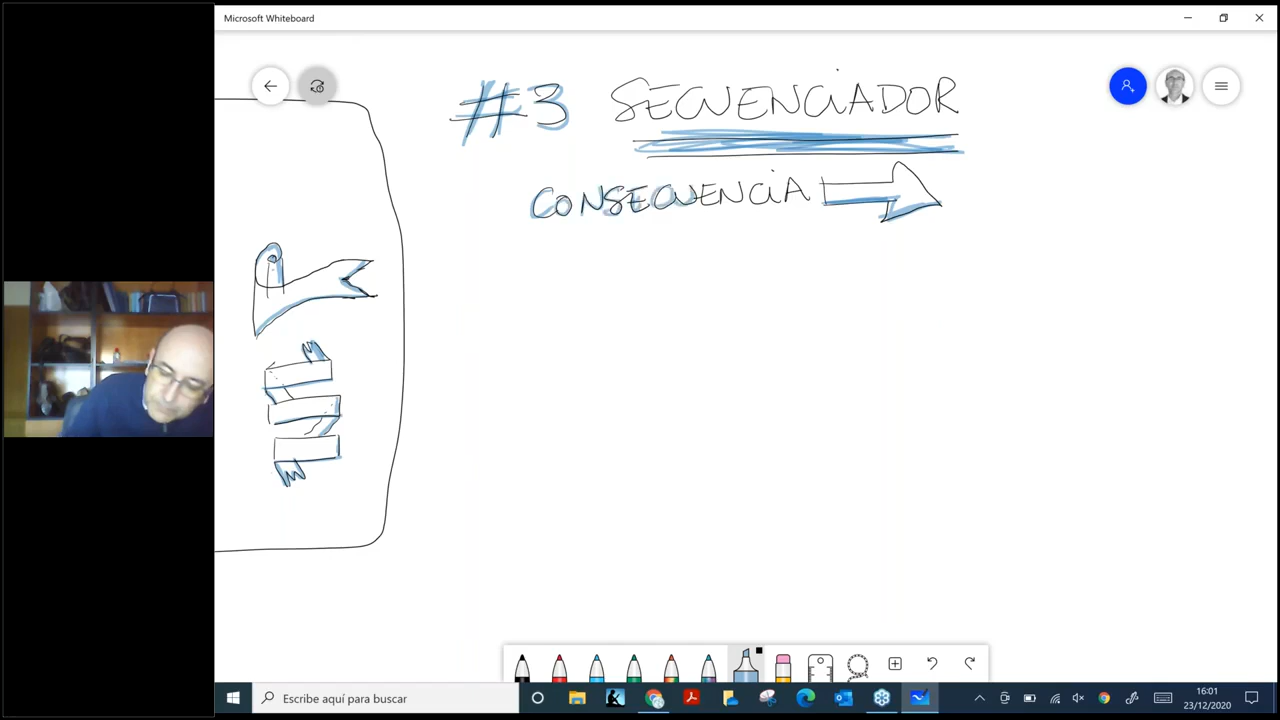 Microsoft Whiteboard
#3 SECUENCiADOR
CONSECUENCiA
Escribe aquí para buscar
16:01
23/12/2020